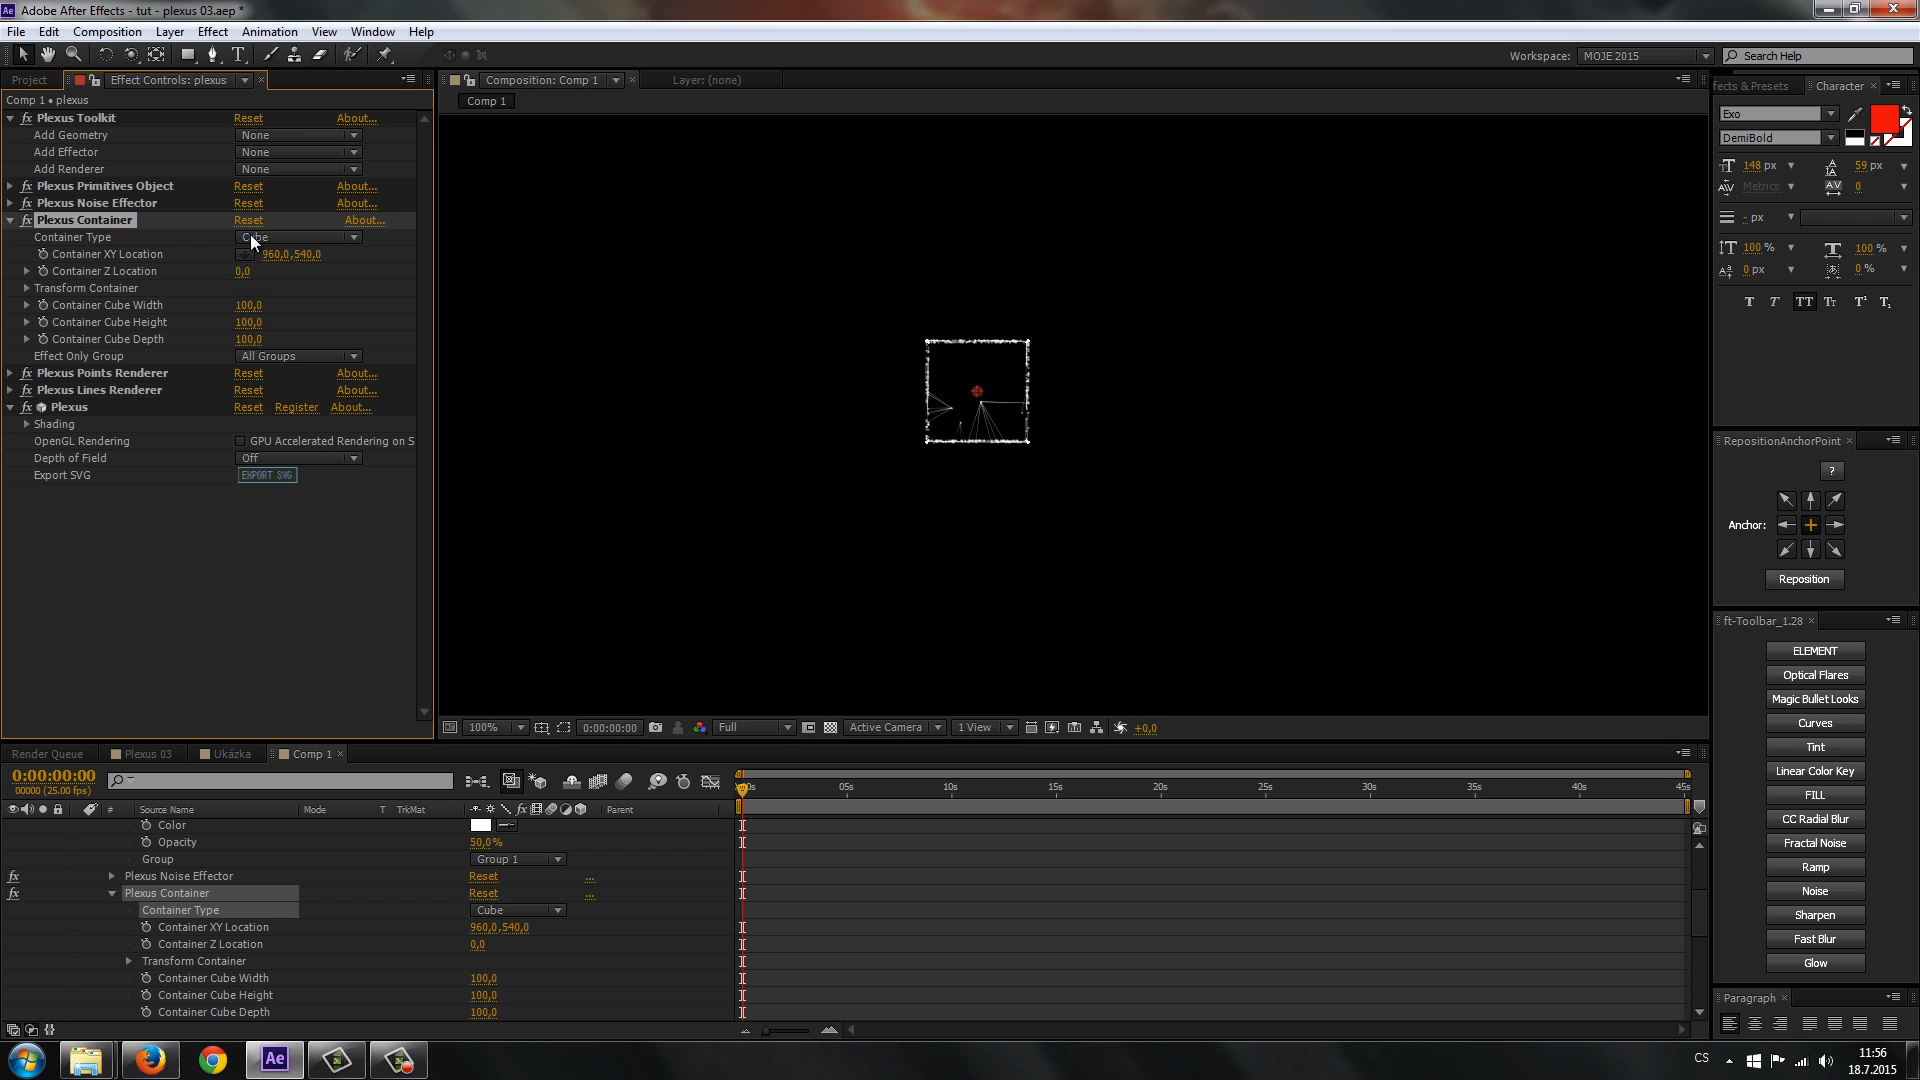 Adobe After Effects - tut - plexus 03.aep *
File Edit Composition Layer Effect Animation View Window Help
Workspace: MOJE 2015 Search Help
Project Effect Controls: plexus
Composition: Comp 1 Layer: (none)
Comp 1 • plexus
Comp 1
Plexus Toolkit Reset About...
Add Geometry None
Add Effector None
Add Renderer None
Plexus Primitives Object Reset About...
Plexus Noise Effector Reset About...
Plexus Container Reset About...
Container Type
Container XY Location 960,0,540,0
Container Z Location 0,0
Transform Container
Container Cube Width 100,0
Container Cube Height 100,0
Container Cube Depth 100,0
Effect Only Group All Groups
Plexus Points Renderer Reset About...
Plexus Lines Renderer Reset About...
Plexus Reset Register About...
Shading
OpenGL Rendering GPU Accelerated Rendering on S
Depth of Field Off
Export SVG EXPORT SVG
100% 0:00:00:00 Full Active Camera 1 View +0,0
fects & Presets Character
Exo
DemiBold
148 px 59 px
Metrics 0
- px
100 % 100 %
0 px 0 %
T T TT Tt T¹ T₁
RepositionAnchorPoint
?
Anchor:
Reposition
ft-Toolbar_1.28
ELEMENT
Optical Flares
Magic Bullet Looks
Curves
Tint
Linear Color Key
FILL
CC Radial Blur
Fractal Noise
Ramp
Noise
Sharpen
Fast Blur
Glow
Paragraph
Render Queue Plexus 03 Ukázka Comp 1
0:00:00:00
00000 (25.00 fps)
05s 10s 15s 20s 25s 30s 35s 40s 45s
# Source Name Mode T TrkMat Parent
Color
Opacity 50,0%
Group Group 1
Plexus Noise Effector Reset ...
Plexus Container Reset ...
Container Type Cube
Container XY Location 960,0,540,0
Container Z Location 0,0
Transform Container
Container Cube Width 100,0
Container Cube Height 100,0
Container Cube Depth 100,0
CS 11:56
18.7.2015